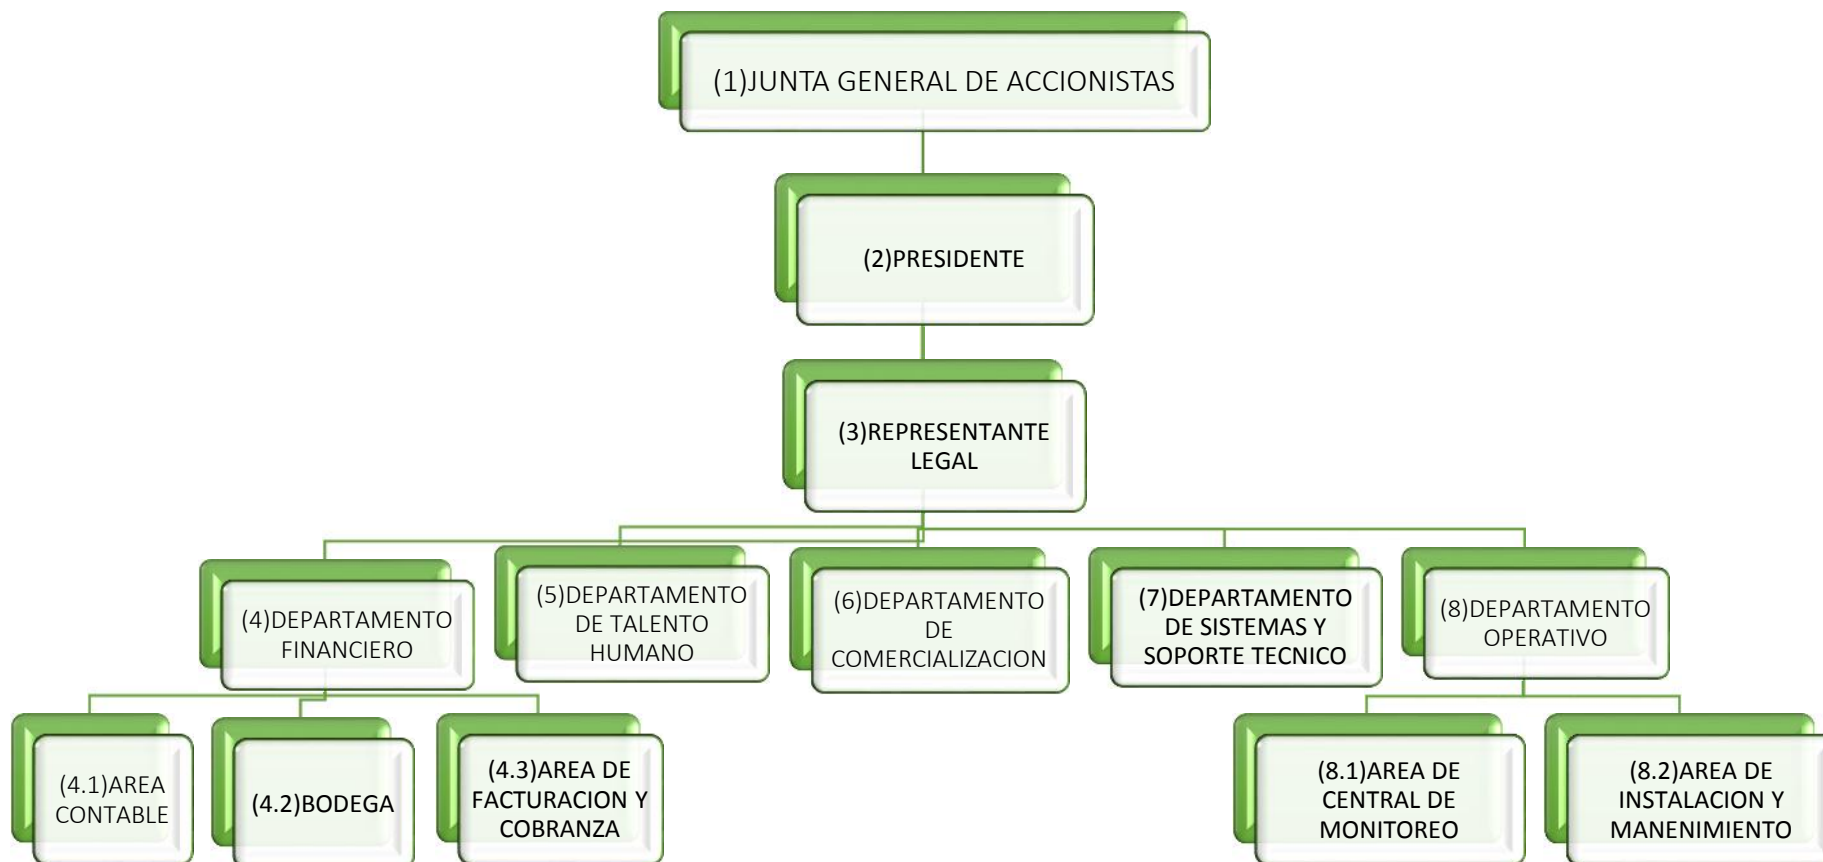 (1)JUNTA GENERAL DE ACCIONISTAS
(2)PRESIDENTE
(3)REPRESENTANTE
LEGAL
(4)DEPARTAMENTO
FINANCIERO
(5)DEPARTAMENTO
DE TALENTO
HUMANO
(6)DEPARTAMENTO
DE
COMERCIALIZACION
(7)DEPARTAMENTO
DE SISTEMAS Y
SOPORTE TECNICO
(8)DEPARTAMENTO
OPERATIVO
(4.1)AREA
CONTABLE
(4.2)BODEGA
(4.3)AREA DE
FACTURACION Y
COBRANZA
(8.1)AREA DE
CENTRAL DE
MONITOREO
(8.2)AREA DE
INSTALACION Y
MANENIMIENTO